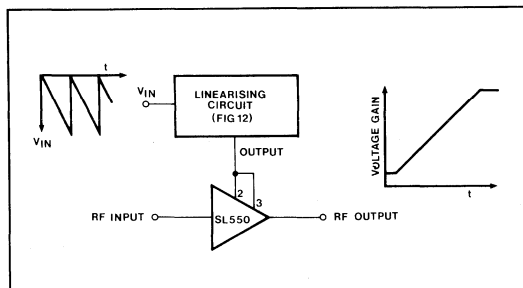 t
VIN
VIN
LINEARISING
CIRCUIT
(FIG 12)
OUTPUT
2
3
SL550
RF INPUT
RF OUTPUT
VOLTAGE GAIN
t